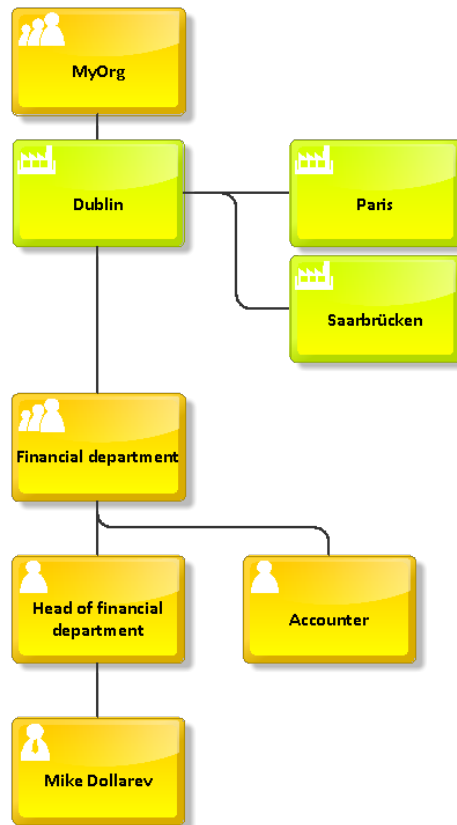 MyOrg
Dublin
Paris
Saarbrücken
Financial department
Head of financial
department
Accounter
Mike Dollarev